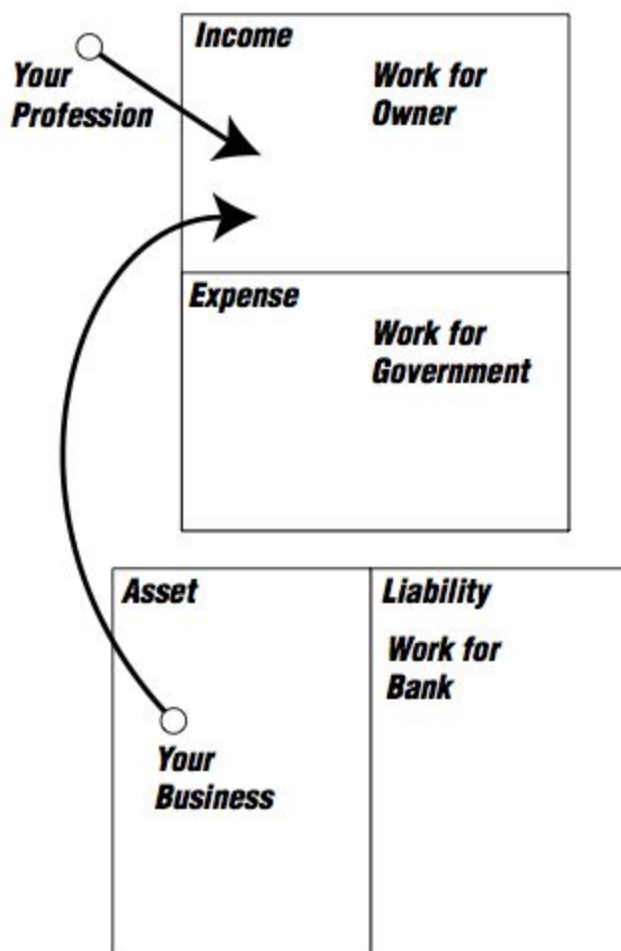 Income
Work for
Owner
Your
Profession
Expense
Work for
Government
Asset
Liability
Work for
Bank
Your
Business